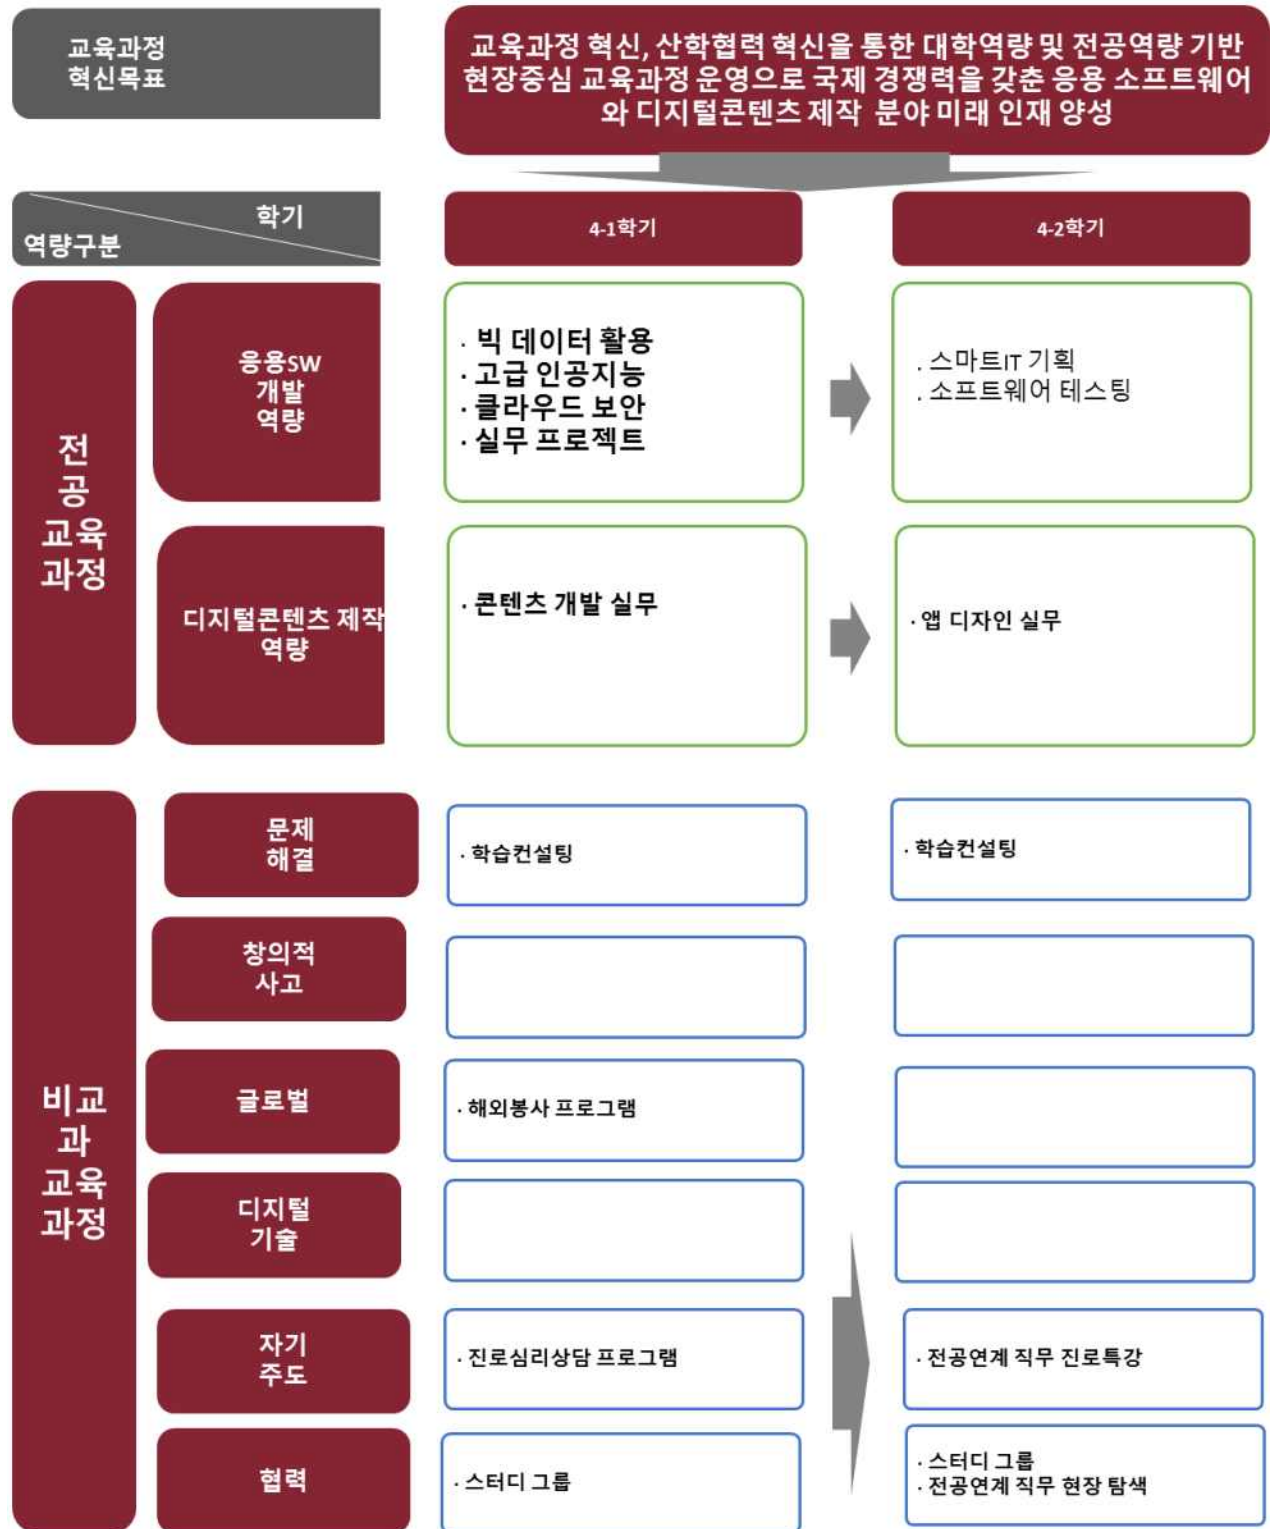 교육과정
혁신목표
교육과정 혁신, 산학협력 혁신을 통한 대학역량 및 전공역량 기반
현장중심 교육과정 운영으로 국제 경쟁력을 갖춘 응용 소프트웨어
와 디지털콘텐츠 제작 분야 미래 인재 양성
학기
역량구분
4-1학기
4-2학기
전
공
교육
과정
응용SW
개발
역량
· 빅 데이터 활용
· 고급 인공지능
· 클라우드 보안
· 실무 프로젝트
. 스마트IT 기획
. 소프트웨어 테스팅
디지털콘텐츠 제작
역량
· 콘텐츠 개발 실무
· 앱 디자인 실무
비교
과
교육
과정
문제
해결
· 학습컨설팅
· 학습컨설팅
창의적
사고
글로벌
· 해외봉사 프로그램
디지털
기술
자기
주도
· 진로심리상담 프로그램
· 전공연계 직무 진로특강
협력
· 스터디 그룹
· 스터디 그룹
· 전공연계 직무 현장 탐색